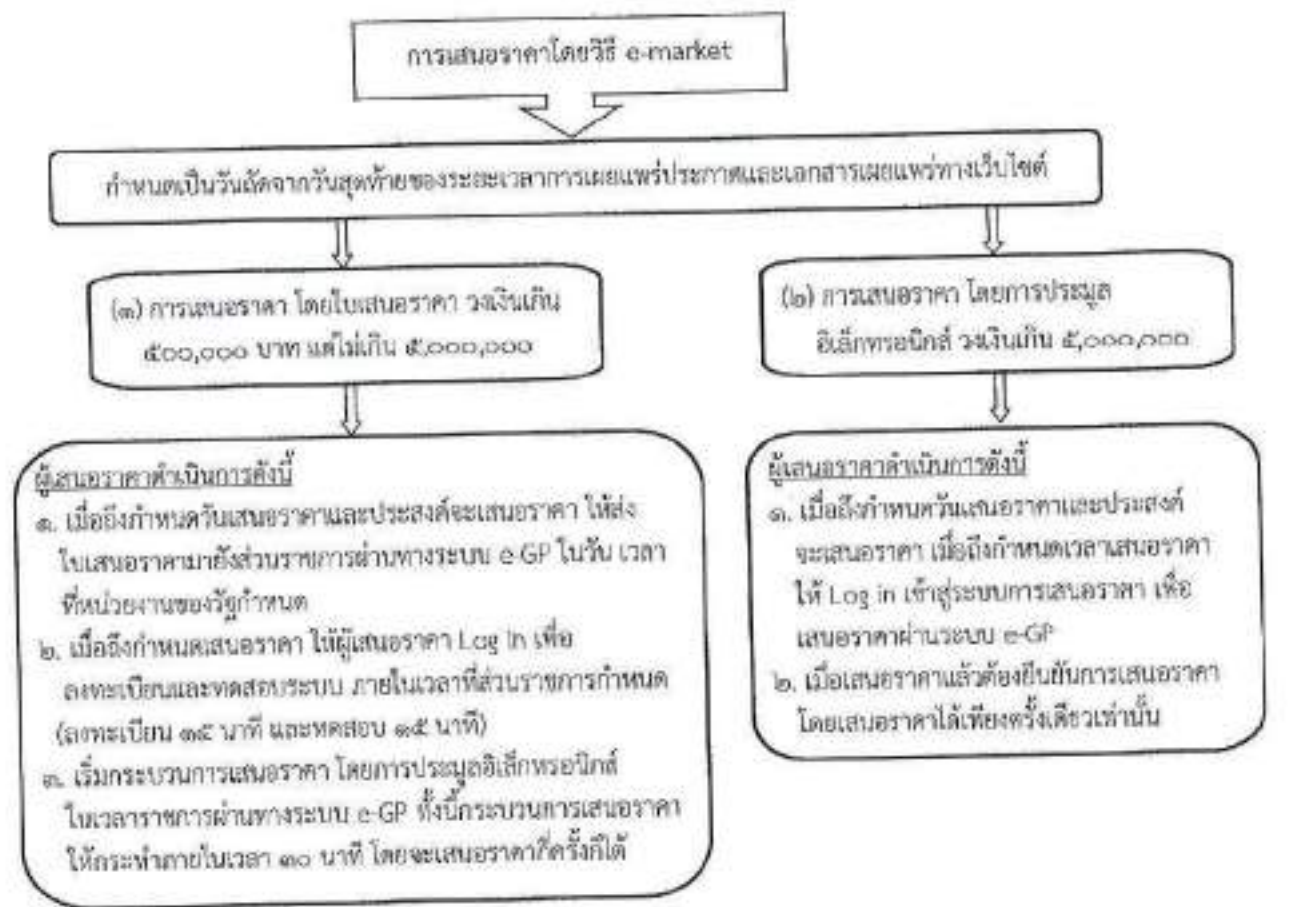 การเสนอราคาโดยวิธี e-market
กำหนดเป็นวันถัดจากวันสุดท้ายของระยะเวลาการเผยแพร่ประกาศและเอกสารเผยแพร่ทางเว็บไซต์
(๑) การเสนอราคา โดยใบเสนอราคา วงเงินเกิน
๕๐๐,๐๐๐ บาท แต่ไม่เกิน ๕,๐๐๐,๐๐๐
(๒) การเสนอราคา โดยการประมูล
อิเล็กทรอนิกส์ วงเงินเกิน ๕,๐๐๐,๐๐๐
ผู้เสนอราคาดำเนินการดังนี้
๑. เมื่อถึงกำหนดวันเสนอราคาและประสงค์จะเสนอราคา ให้ส่ง
ใบเสนอราคามายังส่วนราชการผ่านทางระบบ e-GP ในวัน เวลา
ที่หน่วยงานของรัฐกำหนด
๒. เมื่อถึงกำหนดเสนอราคา ให้ผู้เสนอราคา Log in เพื่อ
ลงทะเบียนและทดสอบระบบ ภายในเวลาที่ส่วนราชการกำหนด
(ลงทะเบียน ๑๕ นาที และทดสอบ ๑๕ นาที)
๓. เริ่มกระบวนการเสนอราคา โดยการประมูลอิเล็กทรอนิกส์
ในเวลาราชการผ่านทางระบบ e-GP ทั้งนี้กระบวนการเสนอราคา
ให้กระทำภายในเวลา ๓๐ นาที โดยจะเสนอราคากี่ครั้งก็ได้
ผู้เสนอราคาดำเนินการดังนี้
๑. เมื่อถึงกำหนดวันเสนอราคาและประสงค์
จะเสนอราคา เมื่อถึงกำหนดเวลาเสนอราคา
ให้ Log in เข้าสู่ระบบการเสนอราคา เพื่อ
เสนอราคาผ่านระบบ e-GP
๒. เมื่อเสนอราคาแล้วต้องยืนยันการเสนอราคา
โดยเสนอราคาได้เพียงครั้งเดียวเท่านั้น